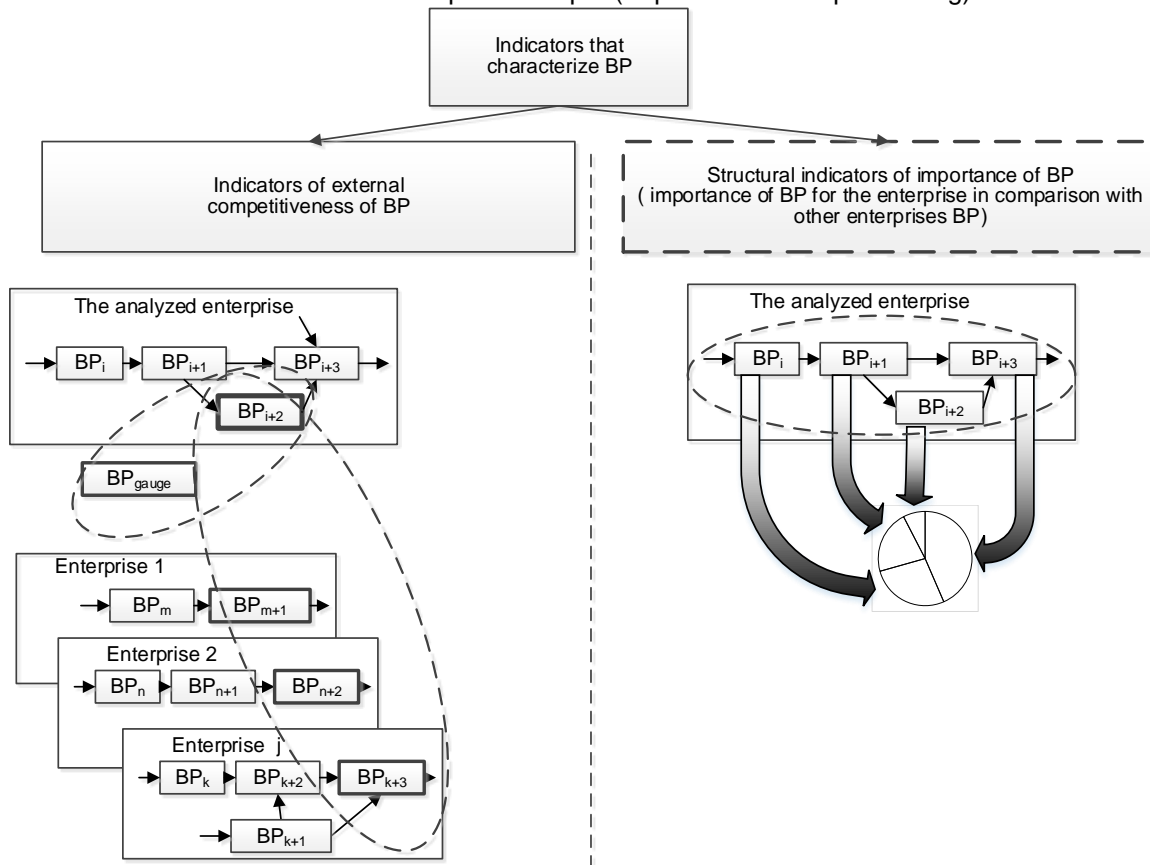 Indicators that
characterize BP
Indicators of external
competitiveness of BP
Structural indicators of importance of BP
( importance of BP for the enterprise in comparison with
other enterprises BP)
The analyzed enterprise
BPi
BPi+1
BPi+3
BPi+2
BPgauge
Enterprise 1
BPm
BPm+1
Enterprise 2
BPn
BPn+1
BPn+2
Enterprise j
BPk
BPk+2
BPk+3
BPk+1
The analyzed enterprise
BPi
BPi+1
BPi+3
BPi+2